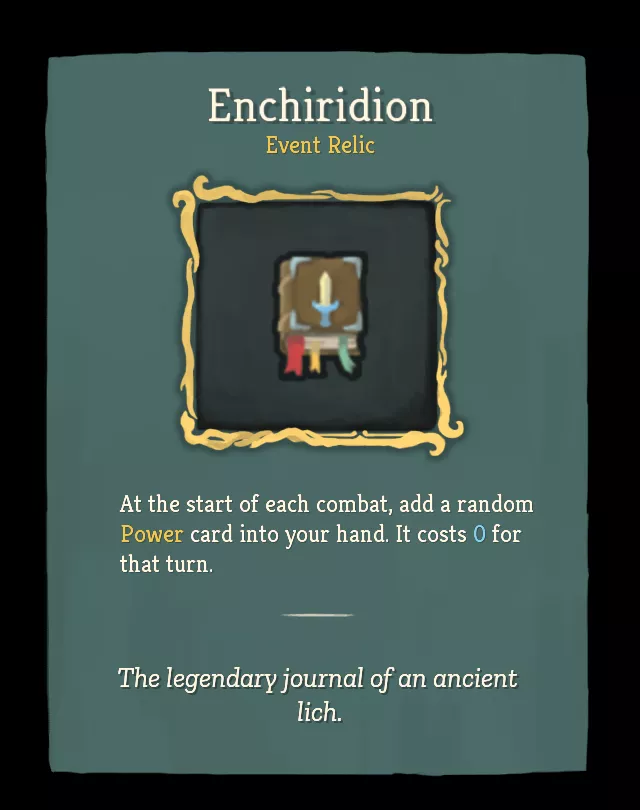 Enchiridion
Event Relic
At the start of each combat, add a random
Power card into your hand. It costs 0 for
that turn.
The legendary journal of an ancient
lich.